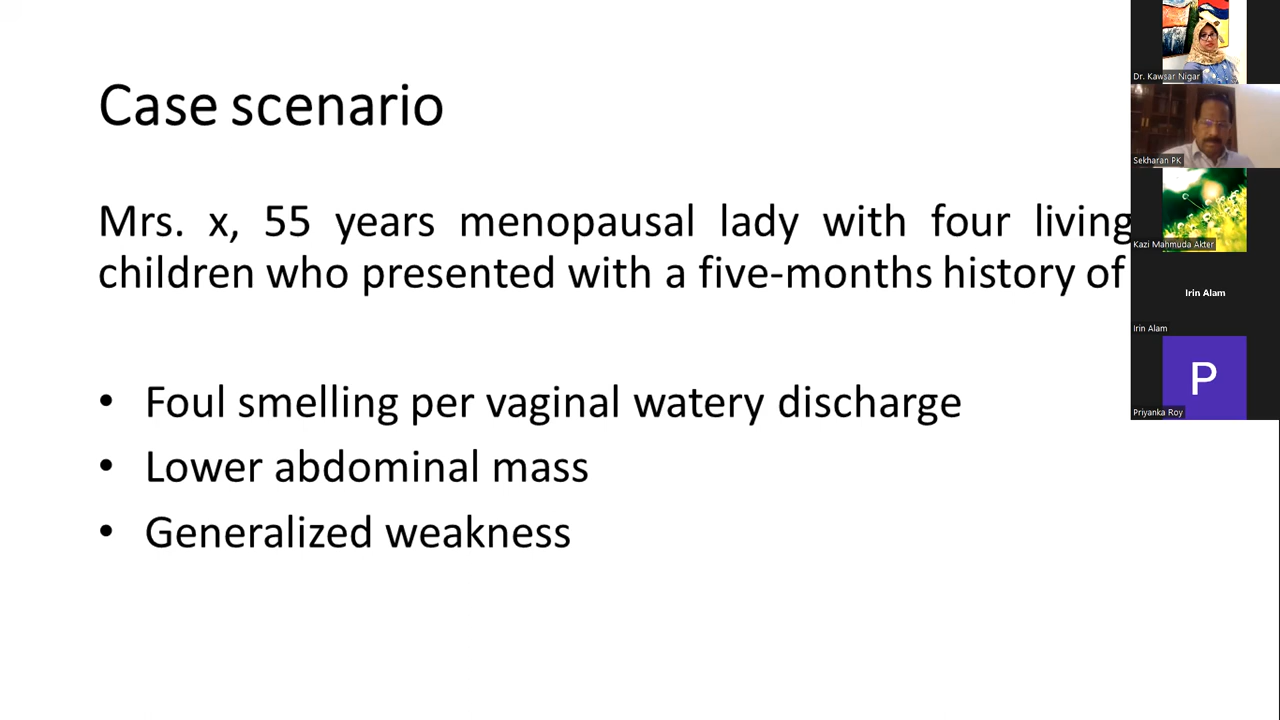 Case scenario
Mrs. x, 55 years menopausal lady with four living
children who presented with a five-months history of
• Foul smelling per vaginal watery discharge
• Lower abdominal mass
• Generalized weakness
Dr. Kawsar Nigar
Sekharan PK
Kazi Mahmuda Akter
Irin Alam
Irin Alam
P
Priyanka Roy